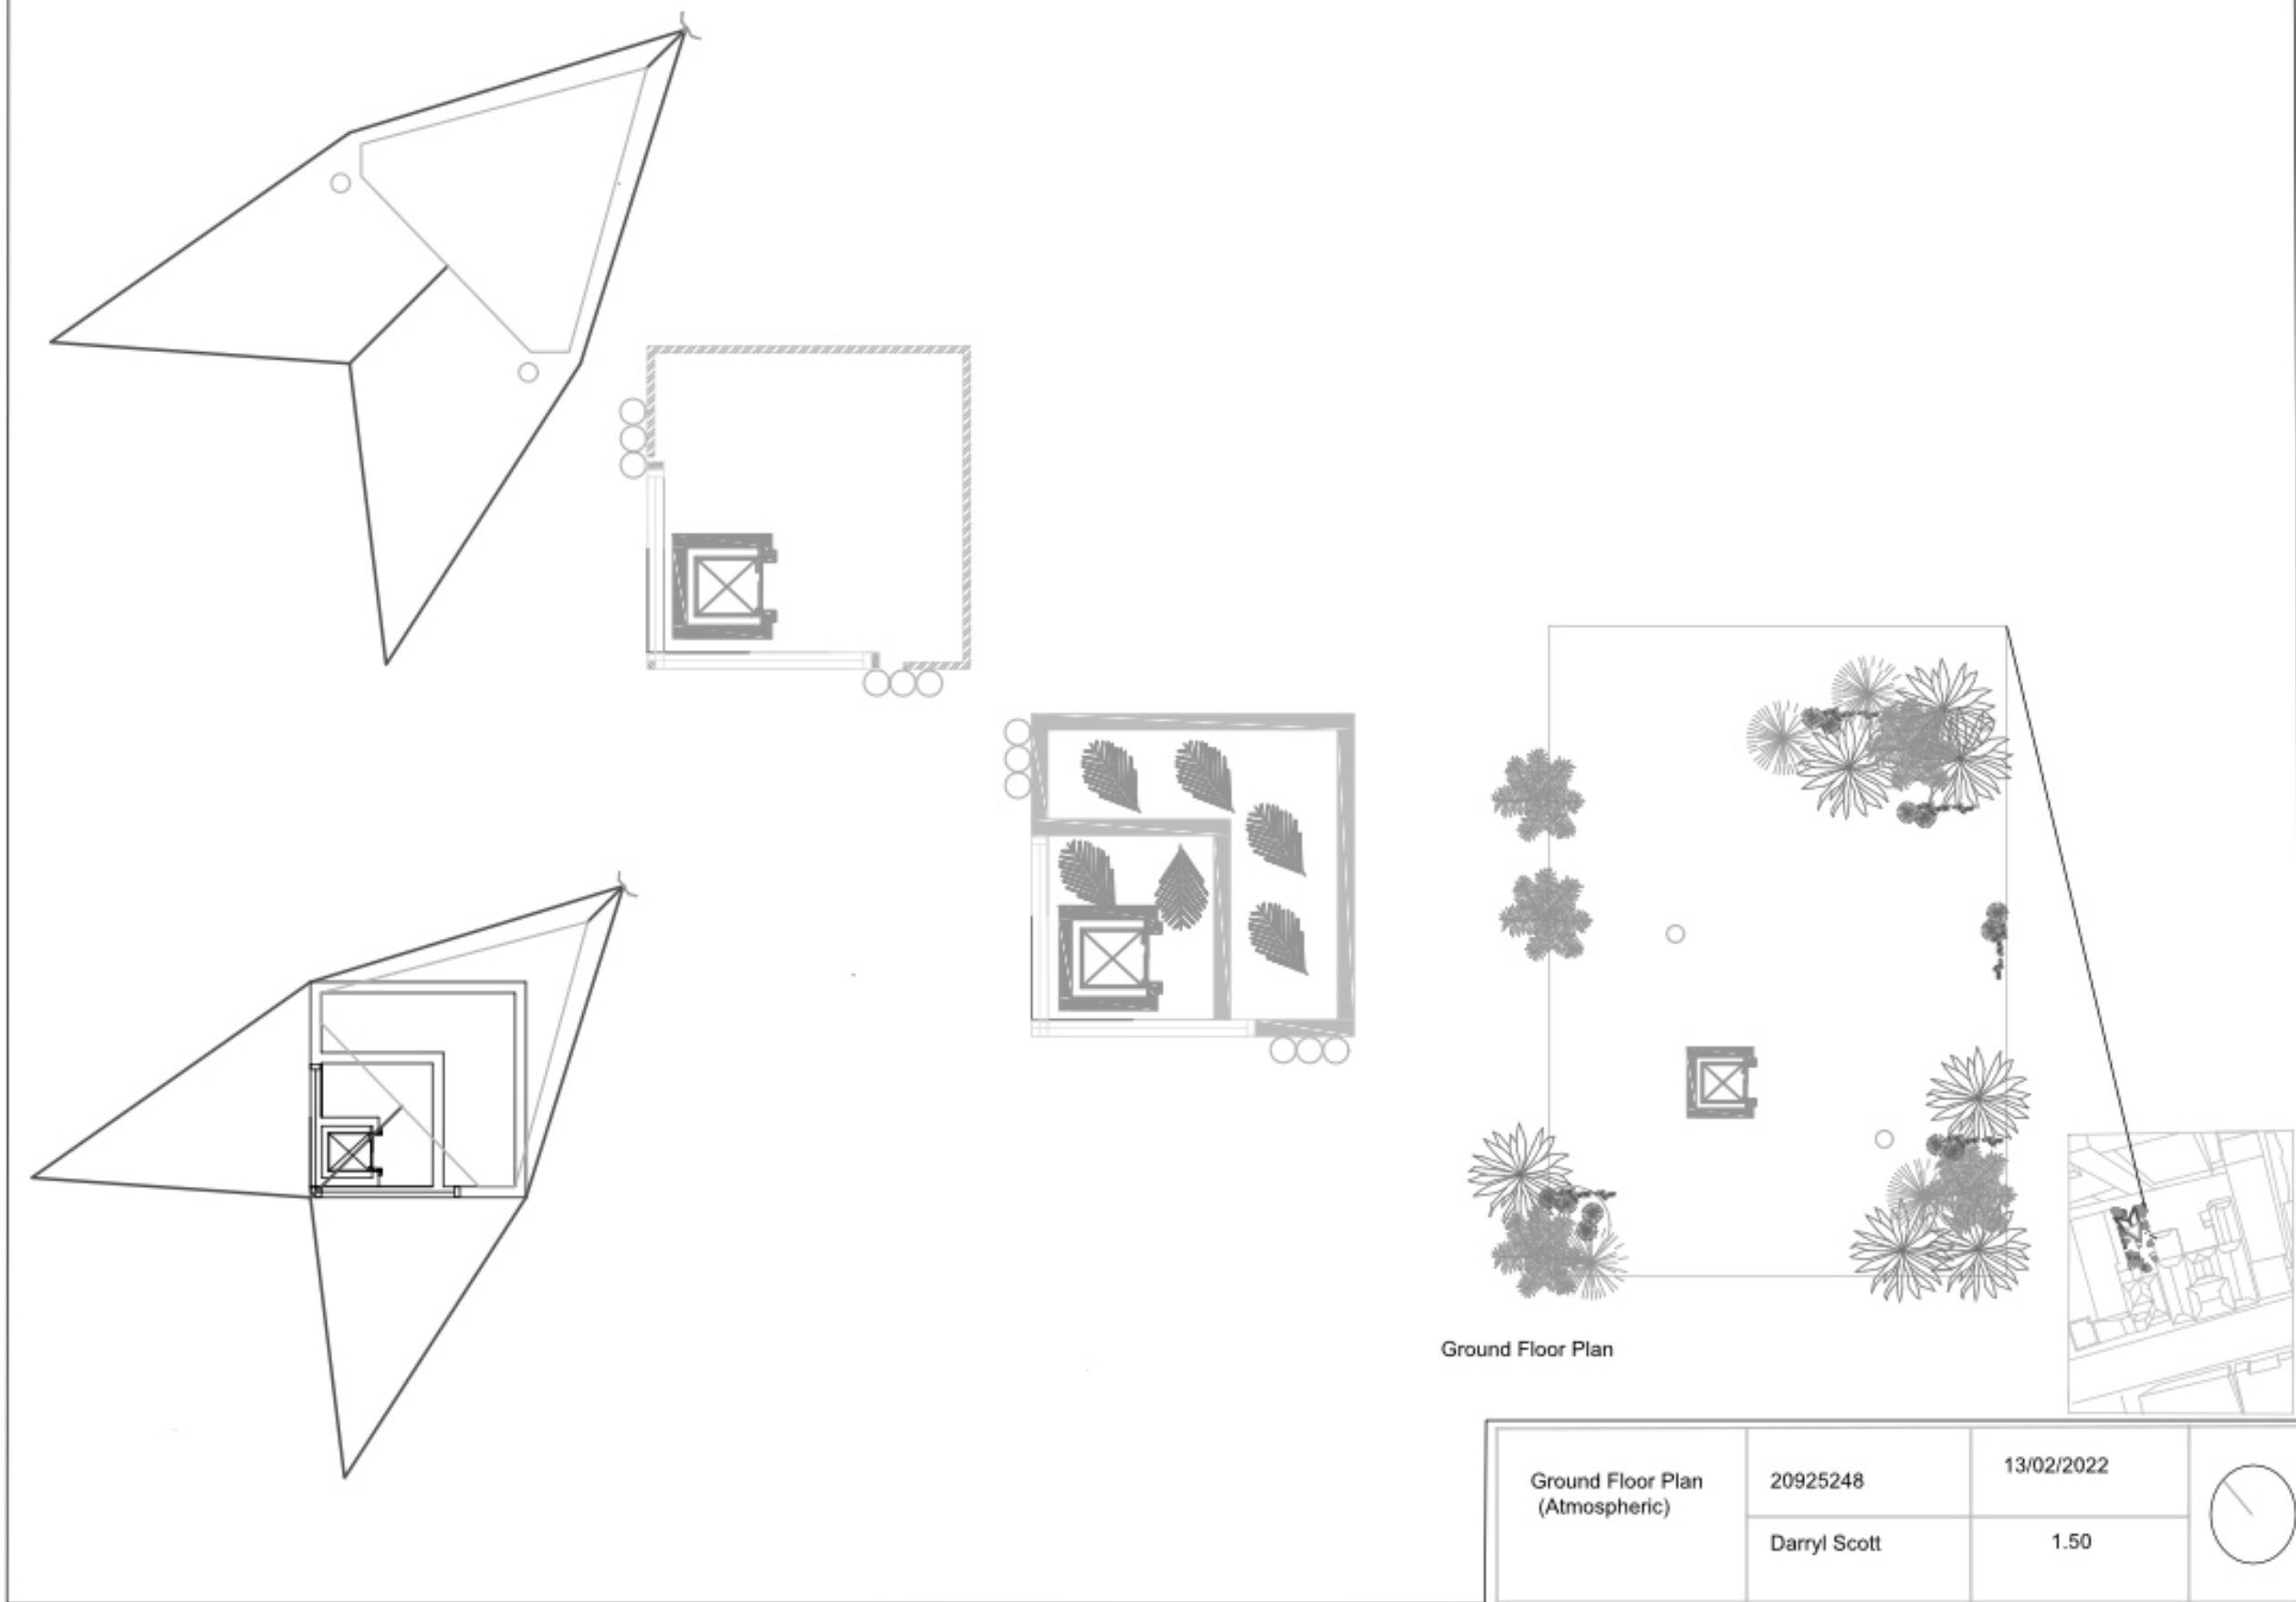 Ground Floor Plan
Ground Floor Plan
(Atmospheric)
20925248
13/02/2022
Darryl Scott
1.50